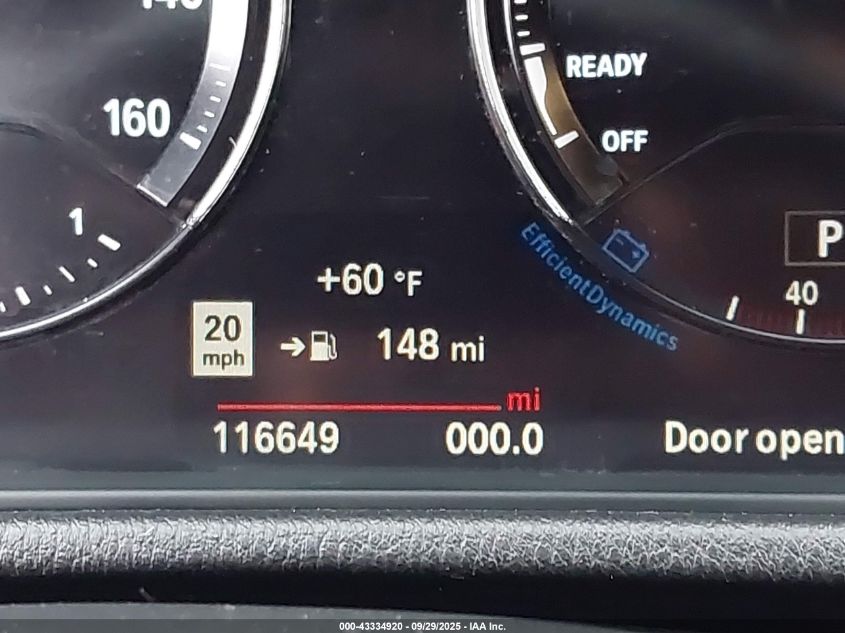 160
READY
OFF
1
P
+60 °F
EfficientDynamics
40
20
mph
148 mi
mi
116649
000.0
Door open
000-43334920 - 09/29/2025 - IAA Inc.